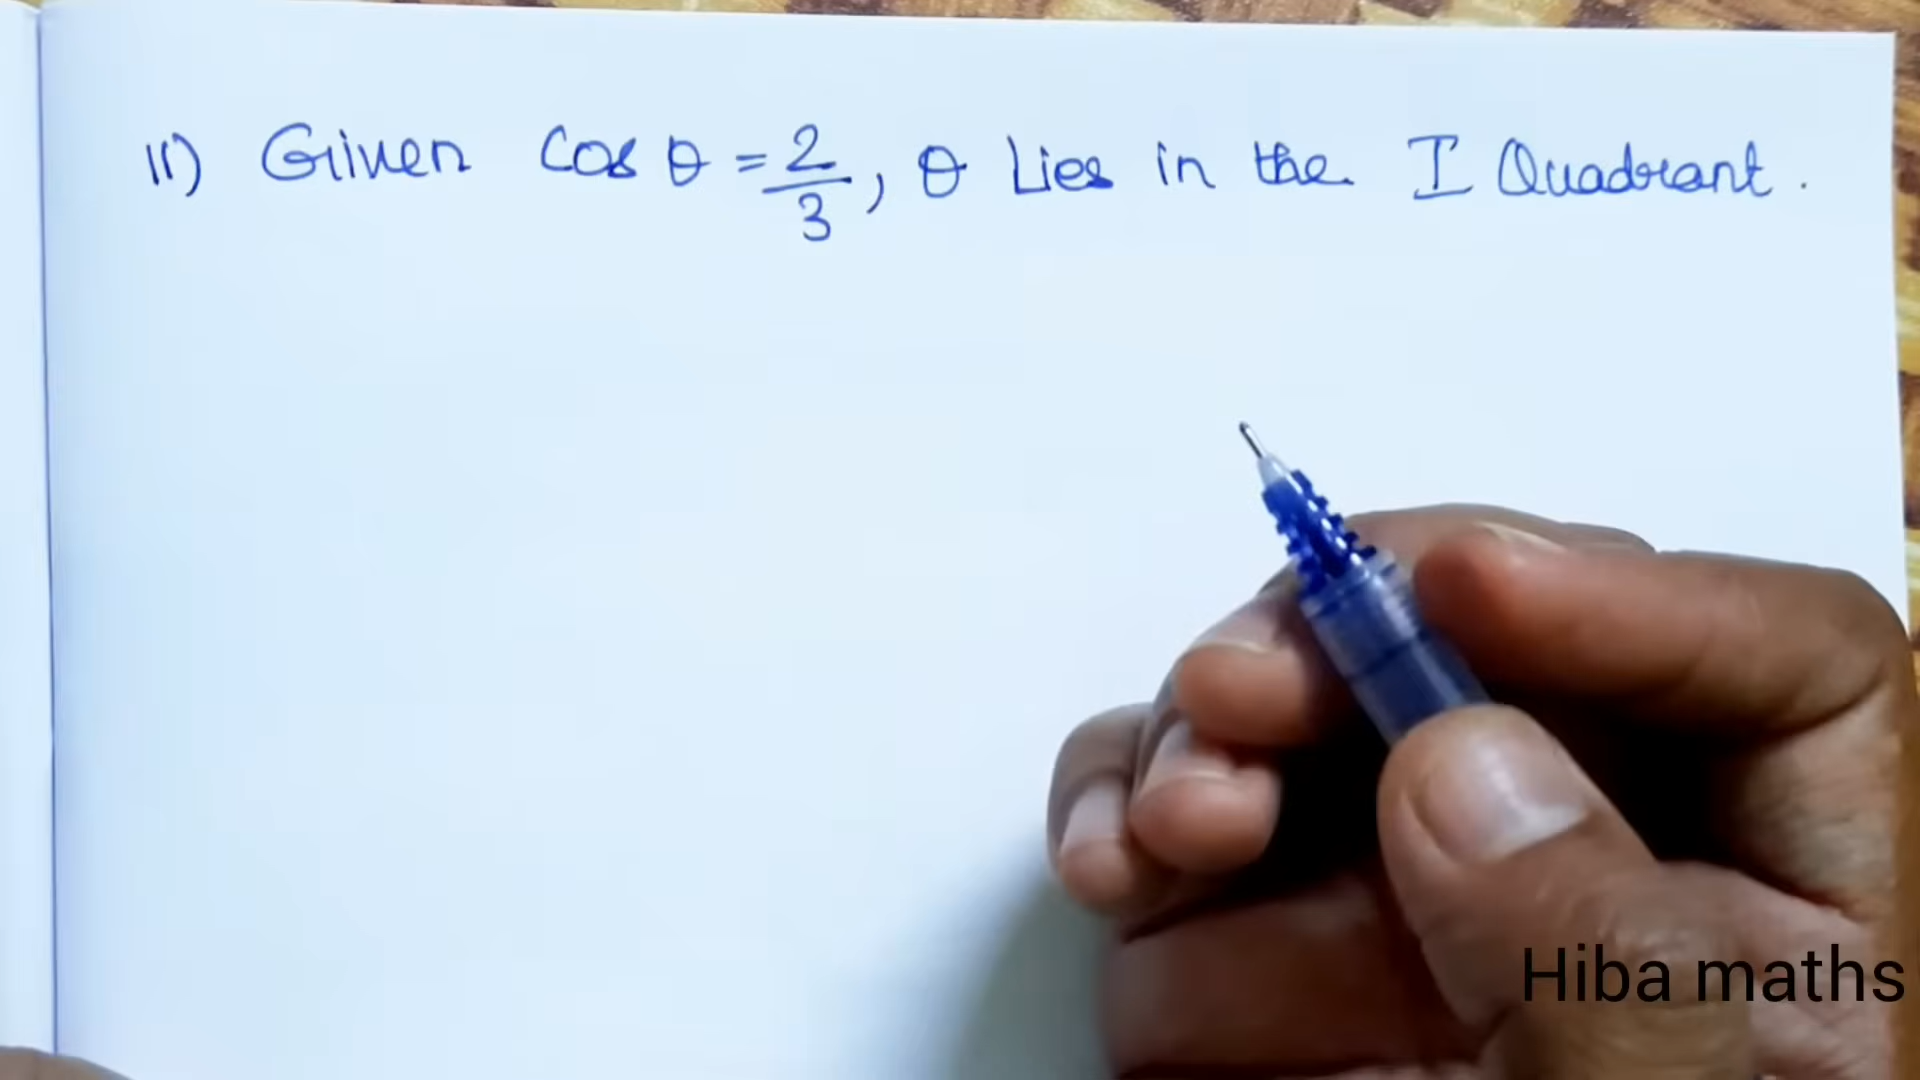 11) Given Cos θ = 2/3, θ Lies in the I Quadrant.
Hiba maths